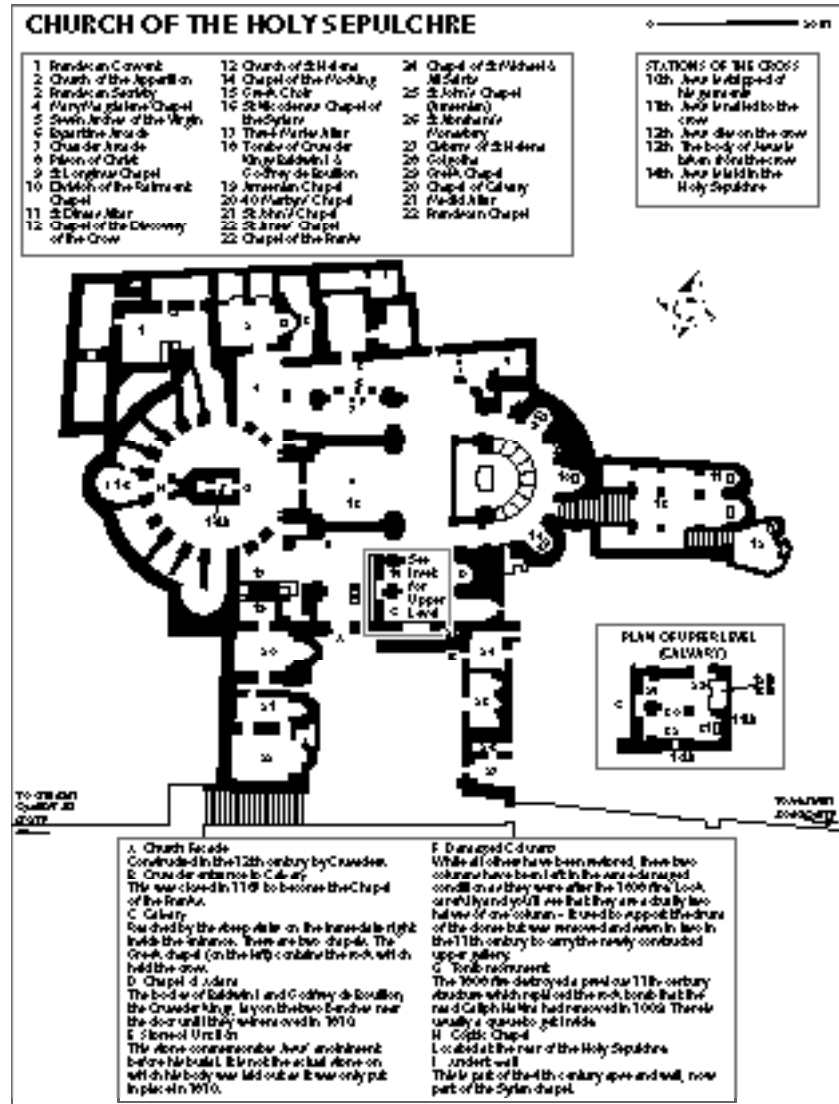 CHURCH OF THE HOLY SEPULCHRE
1 Franciscan Convent
2 Church of the Apparition
3 Franciscan Sacristy
4 Mary Magdalene Chapel
5 Seven Arches of the Virgin
6 Byzantine Arcade
7 Crusader Arcade
8 Prison of Christ
9 St Longinus Chapel
10 Division of the Raiment
Chapel
11 St Dimas Altar
12 Chapel of the Discovery
of the Cross
Church of St Helena
14 Chapel of the Mocking
15 Greek Choir
16 St Nicodemus Chapel of
the Syrians
17 Three Maries Altar
18 Tombs of Crusader
Kings Baldwin I &
Godfrey de Bouillon
19 Armenian Chapel
20 40 Martyrs' Chapel
21 St John's Chapel
22 St James' Chapel
Chapel of the Franks
Chapel of St Michael &
All Saints
25 St John's Chapel
(Armenian)
26 St Abraham's
Monastery
27 Cisterns of St Helena
28 Golgotha
29 Greek Chapel
Chapel of Calvary
Medici Altar
Franciscan Chapel
STATIONS OF THE CROSS
10th Jesus is stripped of
his garments
11th Jesus is nailed to the
cross
12th Jesus dies on the cross
The body of Jesus is
taken from the cross
14th Jesus is laid in the
Holy Sepulchre
See
Inset
for
Upper
Level
PLAN OF UPPER LEVEL
(CALVARY)
A Church Facade
Constructed in the 12th century by Crusaders.
B Crusader entrance to Calvary
This was closed in to become the Chapel
of the Franks.
C Calvary
Reached by the steep stairs on the immediate right
inside the entrance. There are two chapels. The
Greek chapel (on the left) contains the rock which
held the cross.
D Chapel of Adam
The bodies of Baldwin I and Godfrey de Bouillon,
the Crusader kings, lay on the two benches near
the door until they were removed in 1810.
E Stone of Unction
This stone commemorates Jesus' anointment
before his burial. It is not the actual stone on
which his body was laid out as it was only put
in place in 1810.
F Damaged Columns
While all others have been restored, these two
columns have been left in the same damaged
condition as they were after the 1808 fire. Look
carefully and you'll see that they are actually two
halves of one column - it used to support the drum
of the dome but was removed and sawn in two in
the 11th century to carry the newly constructed
upper gallery.
G Tomb monument
The 1808 fire destroyed a previous 11th century
structure which replaced the rock tomb that the
mad Caliph Hakim had removed in 1009. There is
usually a queue to get inside.
H Coptic Chapel
Located at the rear of the Holy Sepulchre
I Ancient wall
This is part of the 4th century apse and wall, now
part of the Syrian chapel.